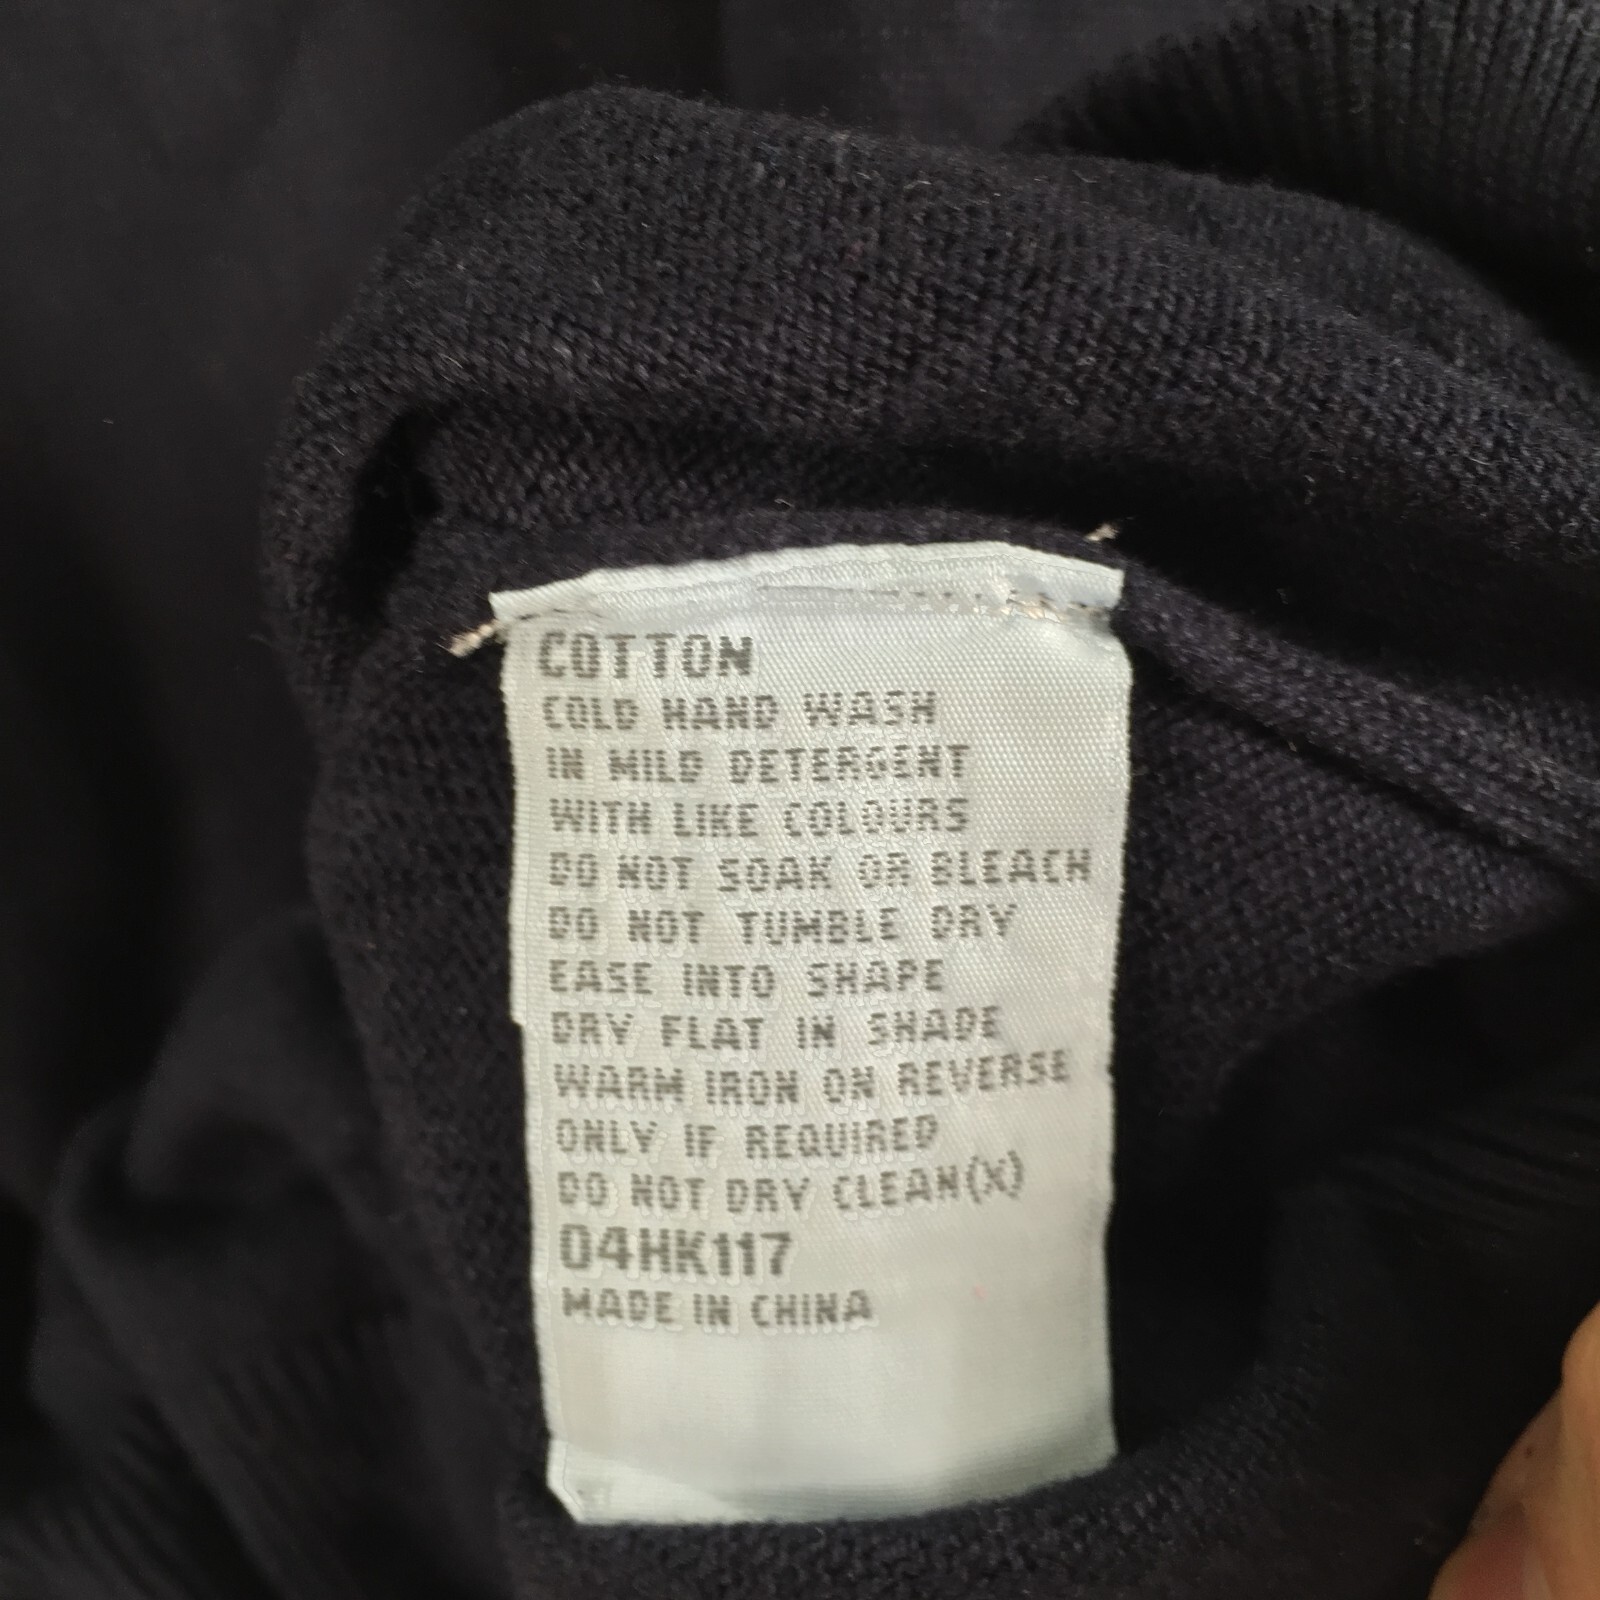 COTTON
COLD HAND WASH
IN MILD DETERGENT
WITH LIKE COLOURS
DO NOT SOAK OR BLEACH
DO NOT TUMBLE DRY
EASE INTO SHAPE
DRY FLAT IN SHADE
WARM IRON ON REVERSE
ONLY IF REQUIRED
DO NOT DRY CLEAN(X)
04HK117
MADE IN CHINA